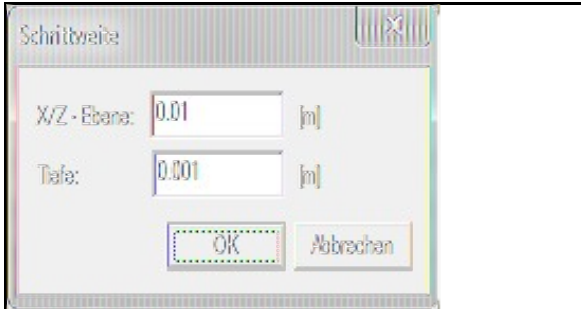 Schrittweite
X/Z - Ebene: 0.01 [m]
Tiefe: 0.001 [m]
OK Abbrechen